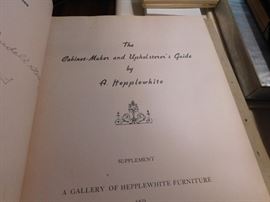 The
Cabinet-Maker and Upholsterer's Guide
by
A. Hepplewhite
SUPPLEMENT
A GALLERY OF HEPPLEWHITE FURNITURE